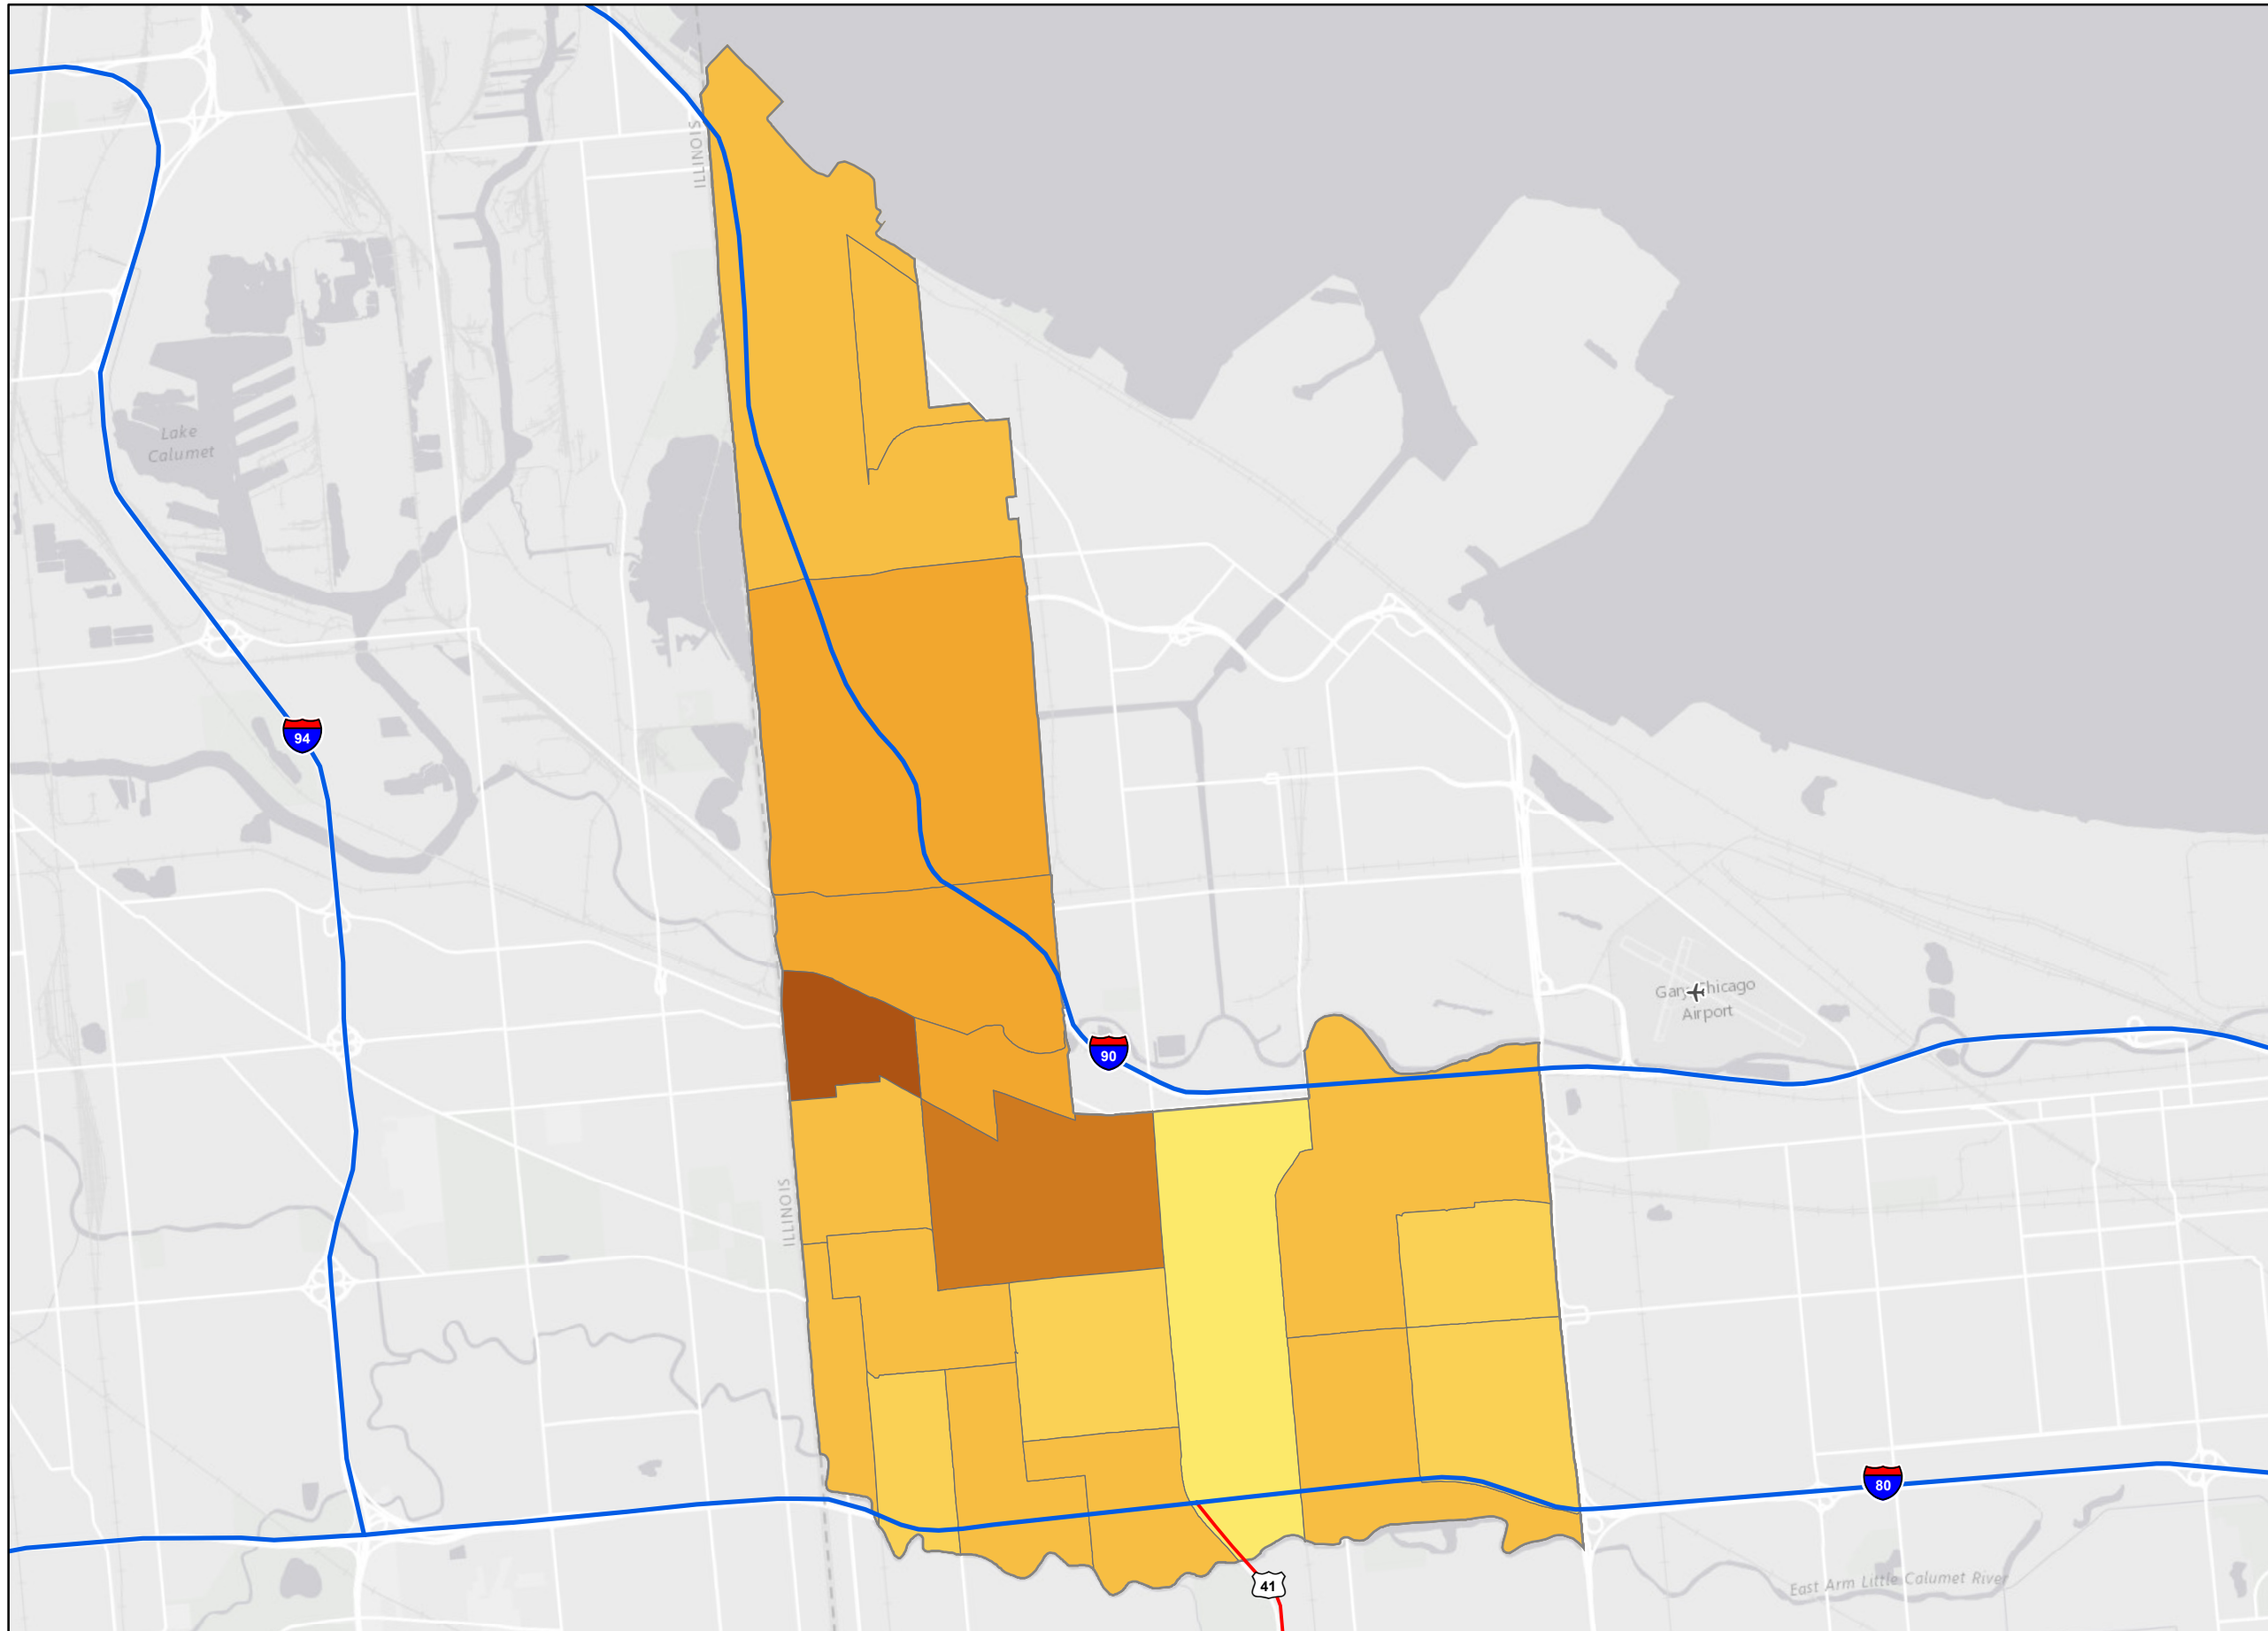 ILLINOIS
Lake
Calumet
94
Gary Chicago
Airport
90
ILLINOIS
80
East Arm Little Calumet River
41